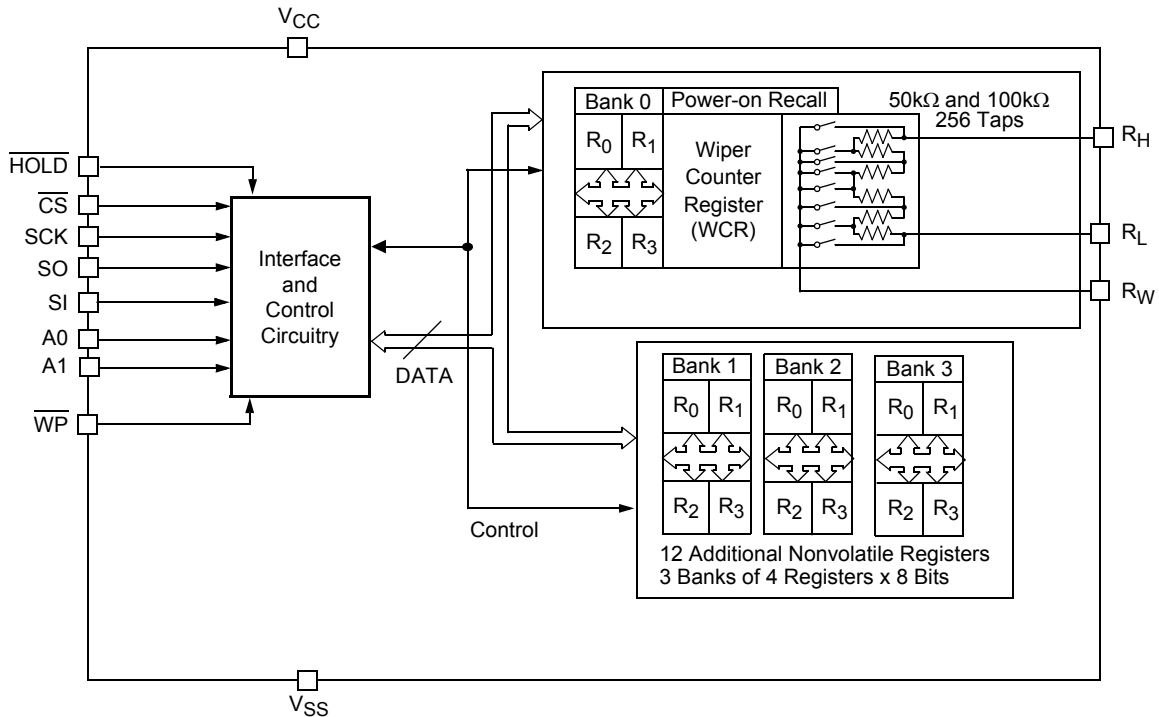 VCC
HOLD
CS
SCK
SO
SI
A0
A1
WP
Interface
and
Control
Circuitry
DATA
Control
Bank 0
Power-on Recall
R0
R1
R2
R3
Wiper
Counter
Register
(WCR)
50kΩ and 100kΩ
256 Taps
RH
RL
RW
Bank 1
R0
R1
R2
R3
Bank 2
R0
R1
R2
R3
Bank 3
R0
R1
R2
R3
12 Additional Nonvolatile Registers
3 Banks of 4 Registers x 8 Bits
VSS